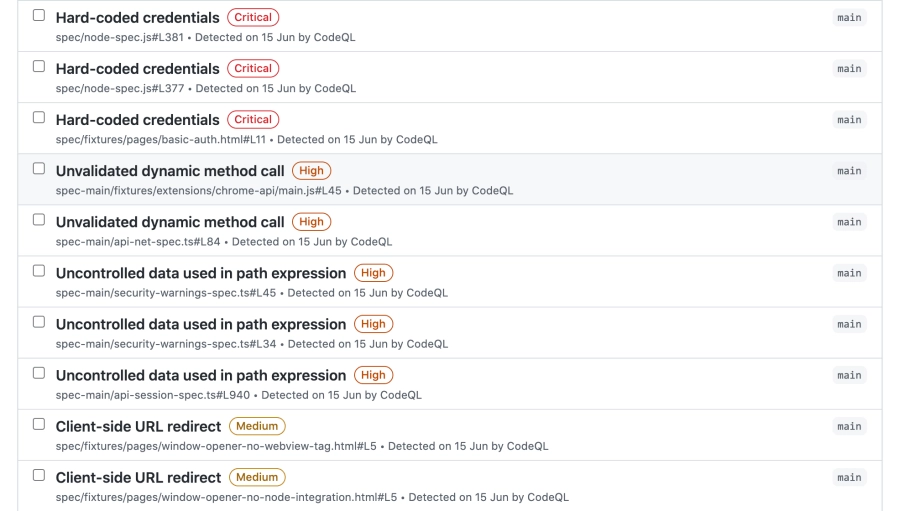 Hard-coded credentials Critical main
spec/node-spec.js#L381 • Detected on 15 Jun by CodeQL
Hard-coded credentials Critical main
spec/node-spec.js#L377 • Detected on 15 Jun by CodeQL
Hard-coded credentials Critical main
spec/fixtures/pages/basic-auth.html#L11 • Detected on 15 Jun by CodeQL
Unvalidated dynamic method call High main
spec-main/fixtures/extensions/chrome-api/main.js#L45 • Detected on 15 Jun by CodeQL
Unvalidated dynamic method call High main
spec-main/api-net-spec.ts#L84 • Detected on 15 Jun by CodeQL
Uncontrolled data used in path expression High main
spec-main/security-warnings-spec.ts#L45 • Detected on 15 Jun by CodeQL
Uncontrolled data used in path expression High main
spec-main/security-warnings-spec.ts#L34 • Detected on 15 Jun by CodeQL
Uncontrolled data used in path expression High main
spec-main/api-session-spec.ts#L940 • Detected on 15 Jun by CodeQL
Client-side URL redirect Medium main
spec/fixtures/pages/window-opener-no-webview-tag.html#L5 • Detected on 15 Jun by CodeQL
Client-side URL redirect Medium main
spec/fixtures/pages/window-opener-no-node-integration.html#L5 • Detected on 15 Jun by CodeQL